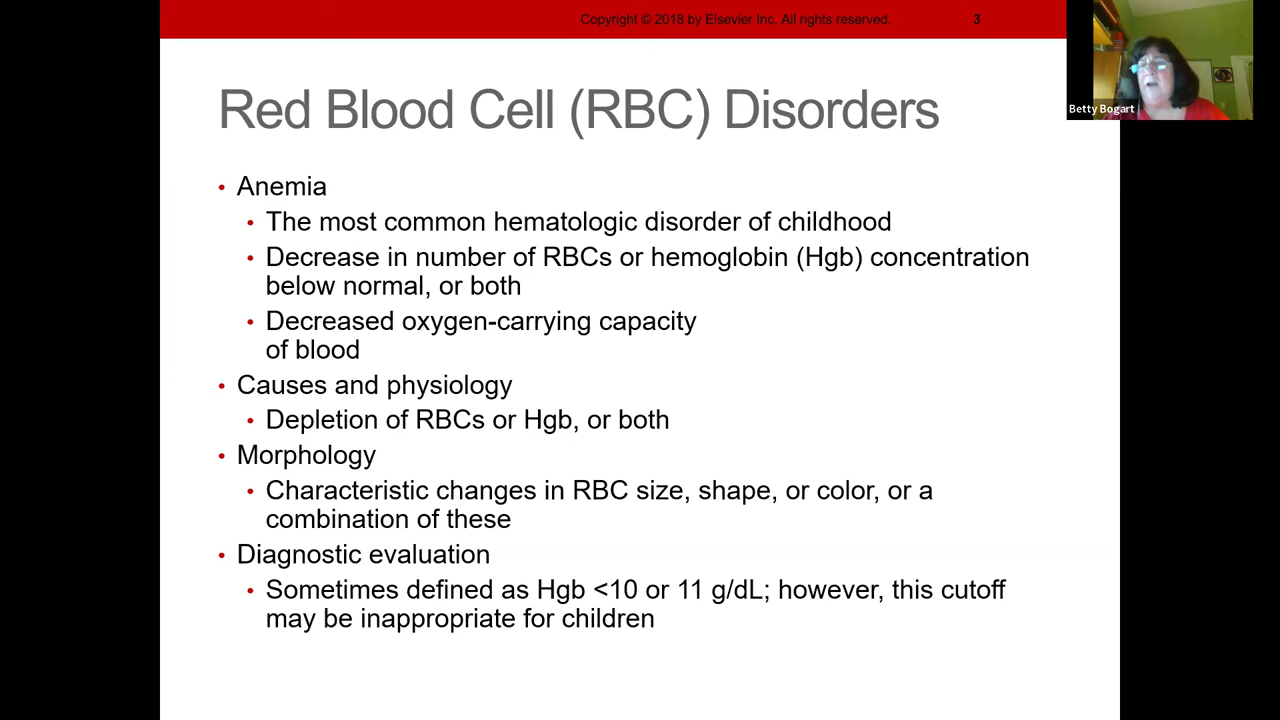 Copyright © 2018 by Elsevier Inc. All rights reserved. 3
Betty Bogart
Red Blood Cell (RBC) Disorders
• Anemia
• The most common hematologic disorder of childhood
• Decrease in number of RBCs or hemoglobin (Hgb) concentration
below normal, or both
• Decreased oxygen-carrying capacity
of blood
• Causes and physiology
• Depletion of RBCs or Hgb, or both
• Morphology
• Characteristic changes in RBC size, shape, or color, or a
combination of these
• Diagnostic evaluation
• Sometimes defined as Hgb <10 or 11 g/dL; however, this cutoff
may be inappropriate for children